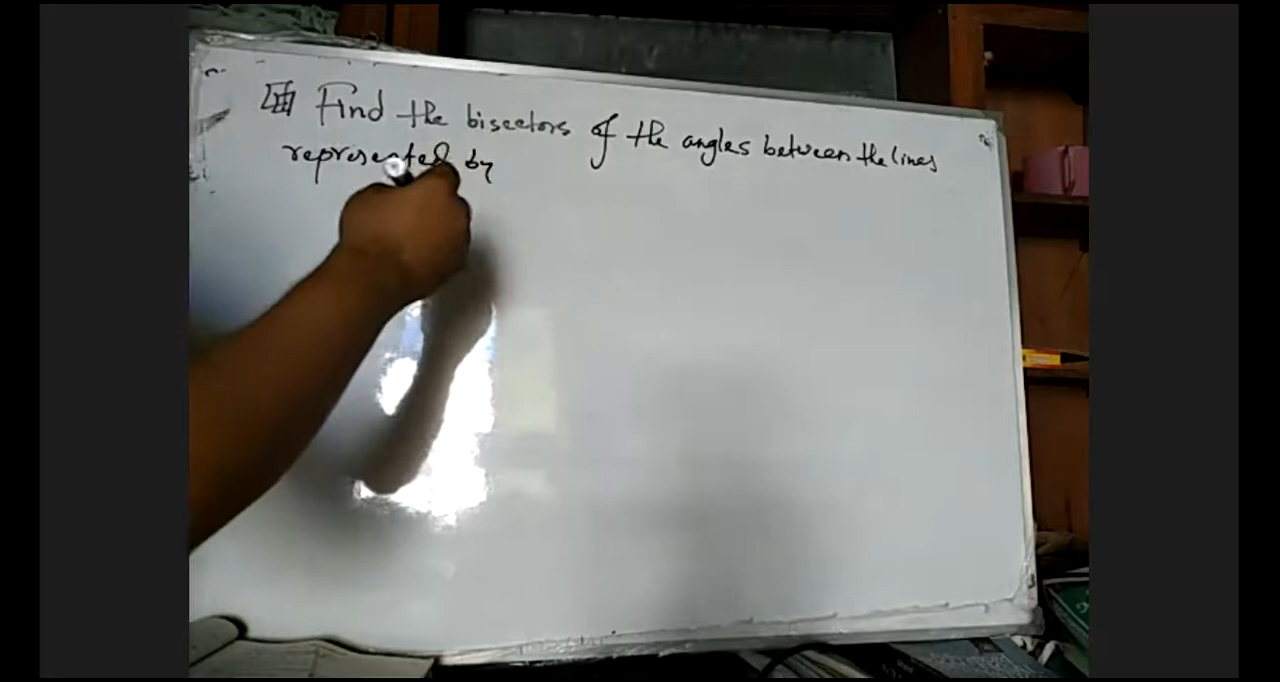 Find the bisectors of the angles between the lines
represented by